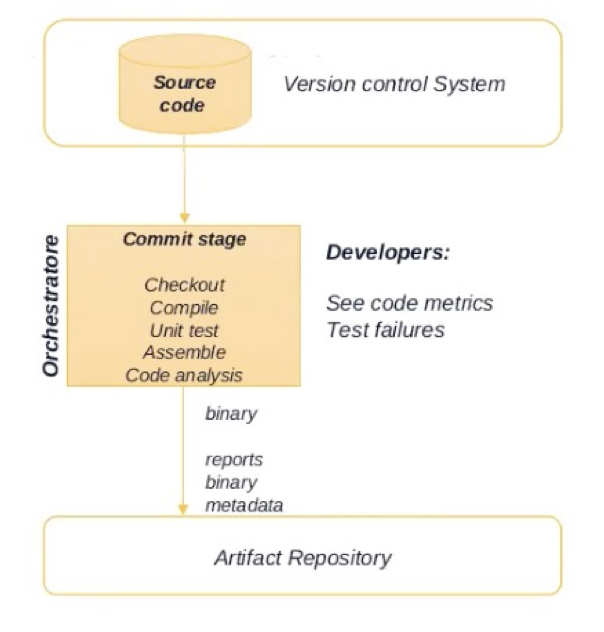 Source
code
Version control System
Orchestratore
Commit stage
Checkout
Compile
Unit test
Assemble
Code analysis
Developers:
See code metrics
Test failures
binary
reports
binary
metadata
Artifact Repository